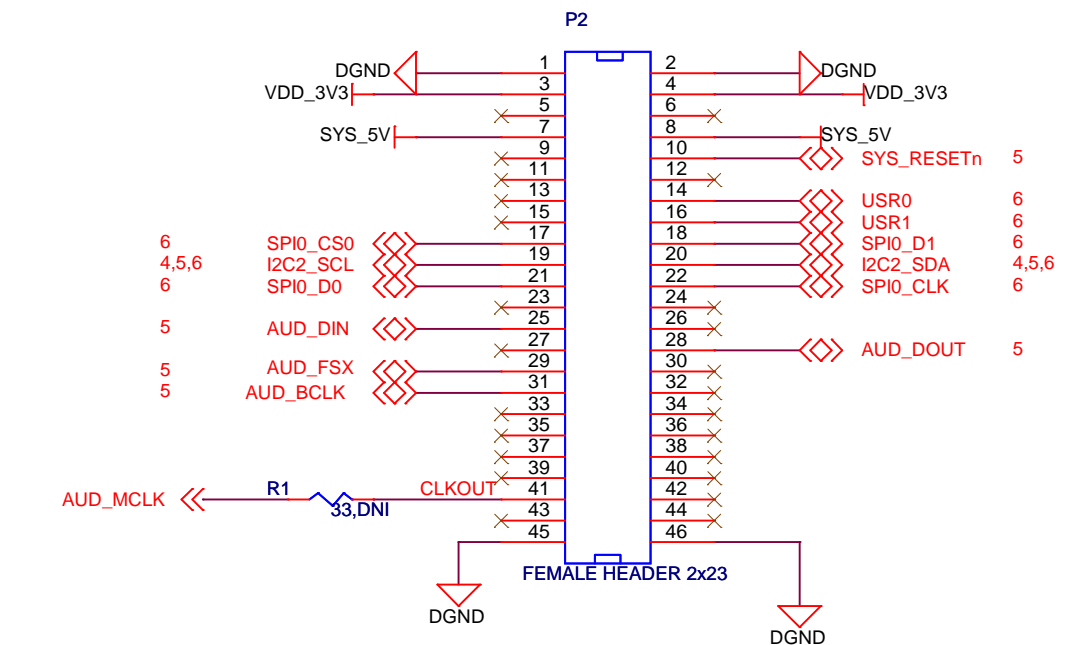 P2
DGND 1 2 DGND
VDD_3V3 3 4 VDD_3V3
5 6
SYS_5V 7 8 SYS_5V
9 10 SYS_RESETn 5
11 12
13 14 USR0 6
15 16 USR1 6
6 SPI0_CS0 17 18 SPI0_D1 6
4,5,6 I2C2_SCL 19 20 I2C2_SDA 4,5,6
6 SPI0_D0 21 22 SPI0_CLK 6
23 24
5 AUD_DIN 25 26
27 28 AUD_DOUT 5
5 AUD_FSX 29 30
5 AUD_BCLK 31 32
33 34
35 36
37 38
39 40
AUD_MCLK R1 CLKOUT 41 42
33,DNI
43 44
45 46
FEMALE HEADER 2x23
DGND
DGND